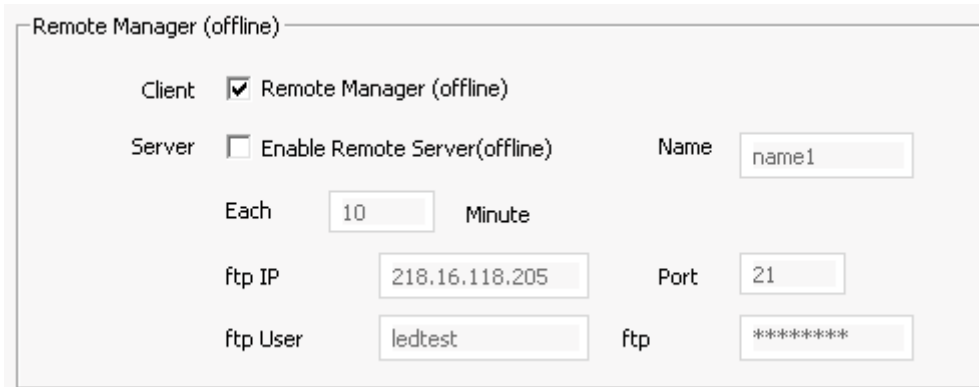 Remote Manager (offline)
Client Remote Manager (offline)
Server Enable Remote Server(offline) Name name1
Each 10 Minute
ftp IP 218.16.118.205 Port 21
ftp User ledtest ftp ********